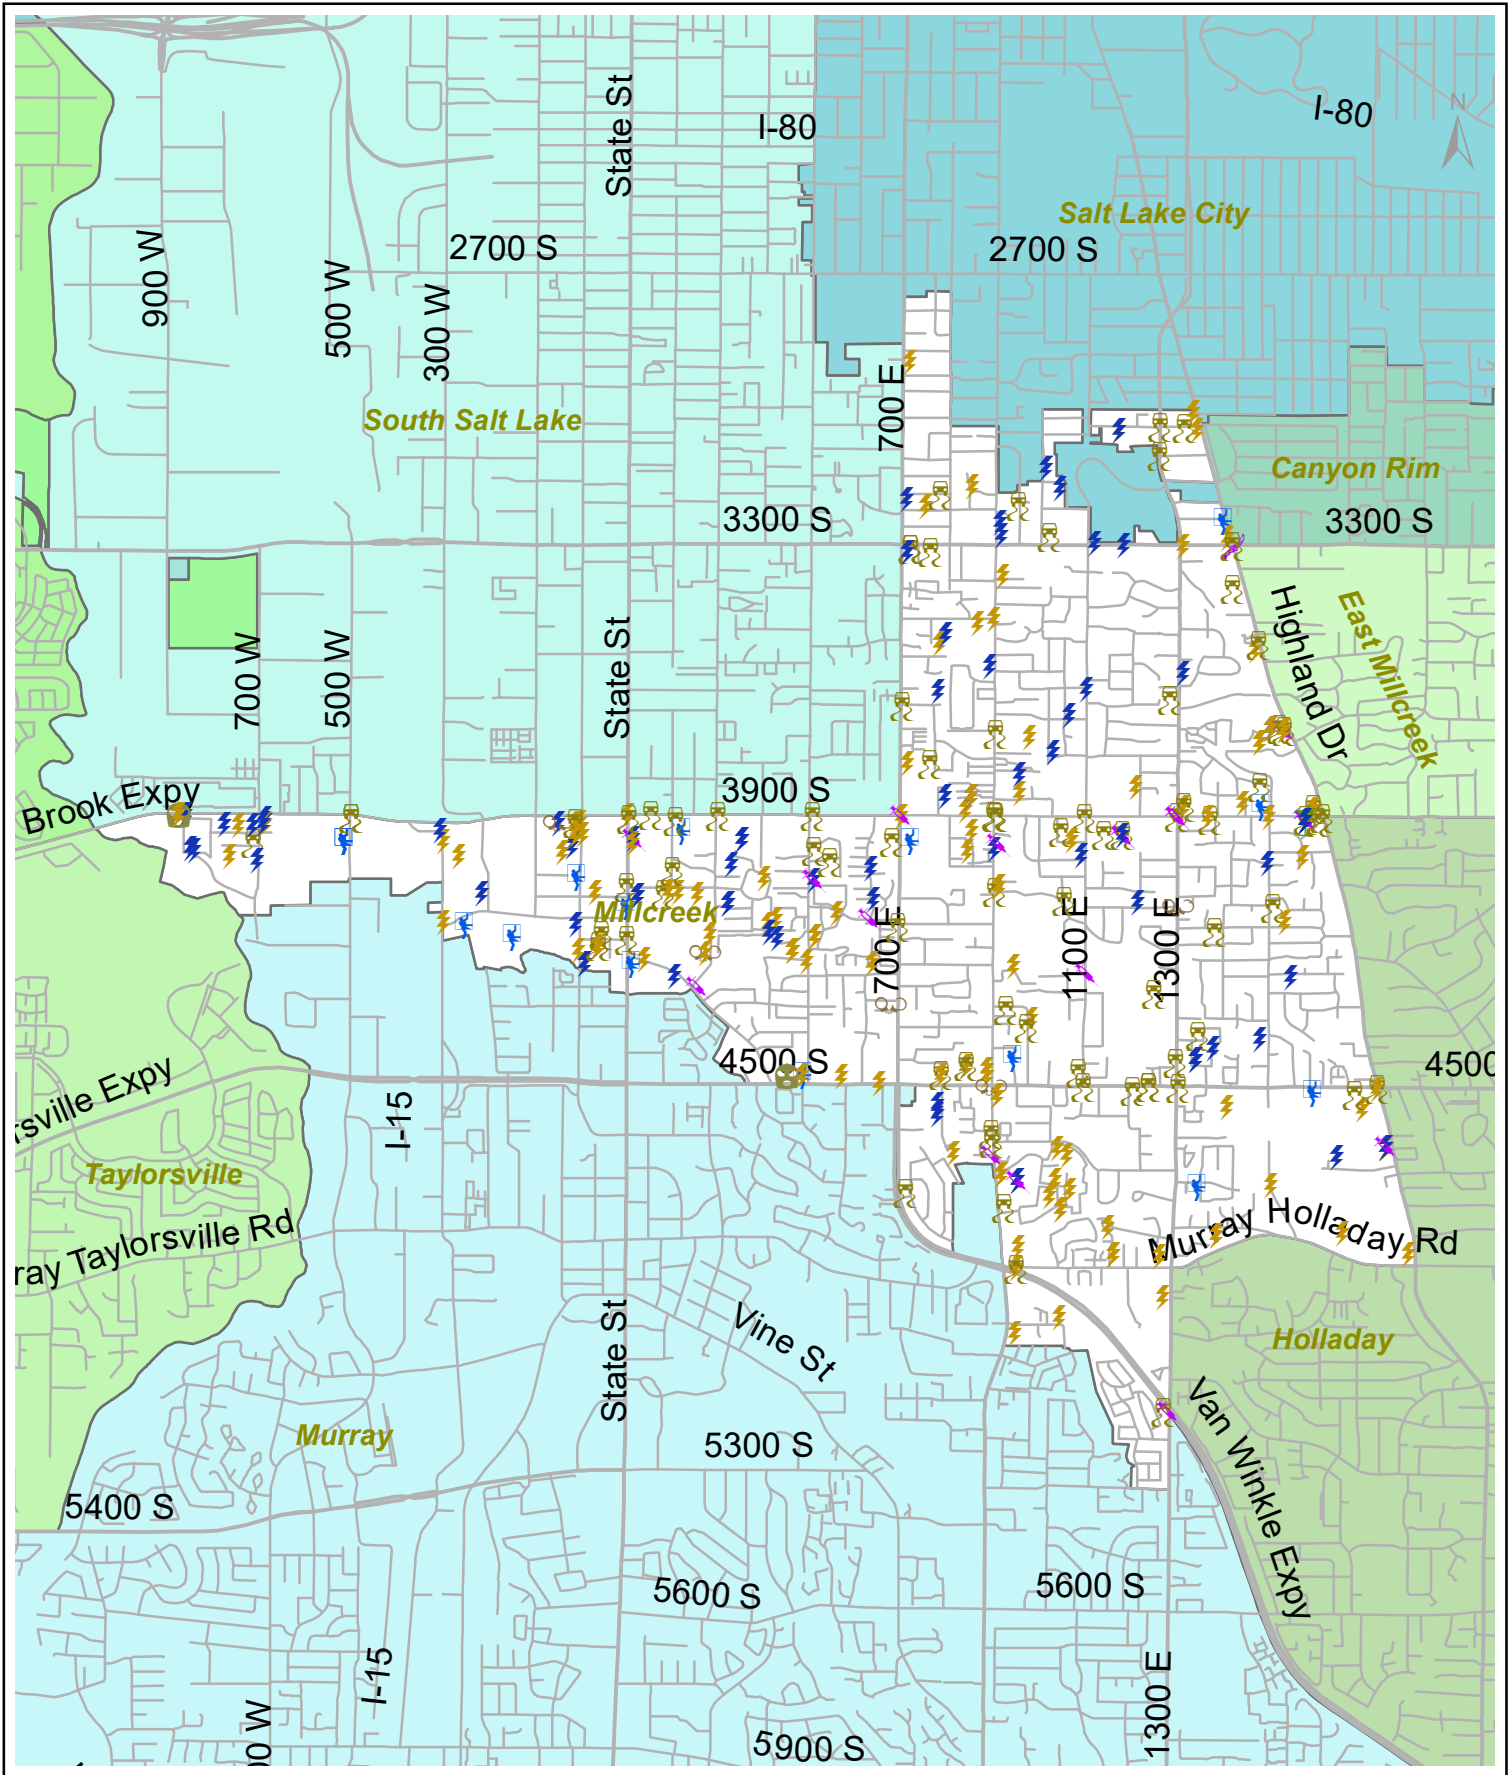 State St
I-80
I-80
N
Salt Lake City
900 W
2700 S
2700 S
500 W
300 W
700 E
South Salt Lake
Canyon Rim
3300 S
3300 S
Highland Dr
East Millcreek
700 W
500 W
State St
Brook Expy
3900 S
Millcreek
700 E
1100 E
1300 E
4500 S
4500
rsville Expy
I-15
Taylorsville
ray Taylorsville Rd
Murray Holladay Rd
State St
Vine St
Holladay
Murray
5300 S
Van Winkle Expy
5400 S
5600 S
5600 S
I-15
1300 E
00 W
5900 S